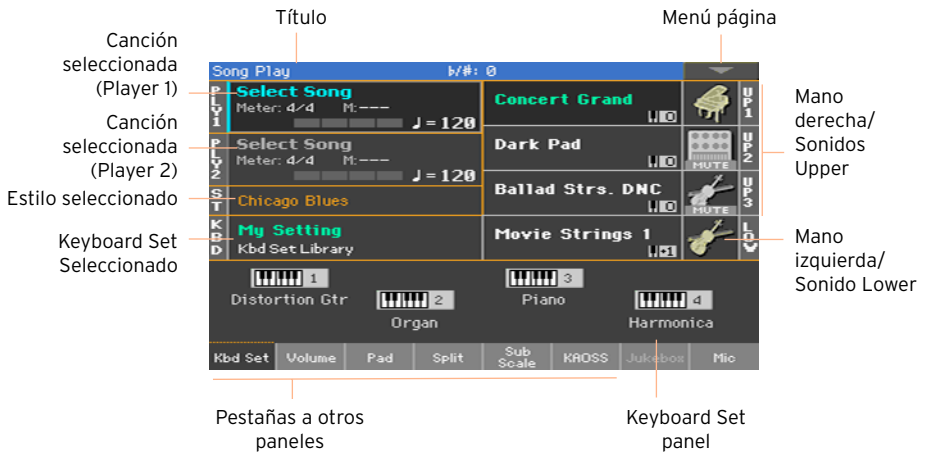 Título
Menú página
Canción
seleccionada
(Player 1)
Canción
seleccionada
(Player 2)
Estilo seleccionado
Keyboard Set
Seleccionado
Song Play ♭/#: 0
PLY1
Select Song
Meter: 4/4 M:---
♩=120
PLY2
Select Song
Meter: 4/4 M:---
♩=120
ST
Chicago Blues
KBD
My Setting
Kbd Set Library
Concert Grand
0
UP1
Dark Pad
0
MUTE
UP2
Ballad Strs. DNC
0
MUTE
UP3
Movie Strings 1
+1
LOW
Mano
derecha/
Sonidos
Upper
Mano
izquierda/
Sonido Lower
1
Distortion Gtr
2
Organ
3
Piano
4
Harmonica
Kbd Set Volume Pad Split Sub Scale KAOSS Jukebox Mic
Pestañas a otros
paneles
Keyboard Set
panel